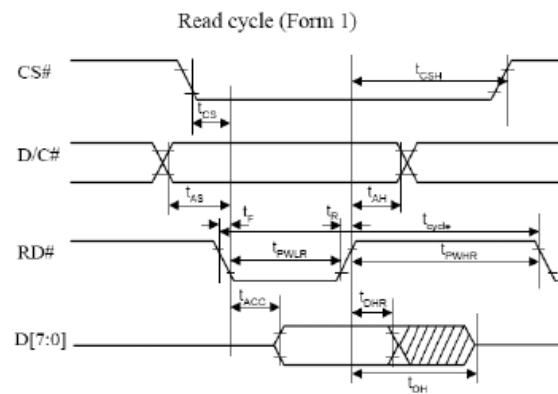 Read cycle (Form 1)
CS#
tCSH
tCS
D/C#
tAS
tAH
tF
tR
tcycle
RD#
tPWLR
tPWHR
tACC
tDHR
D[7:0]
tOH